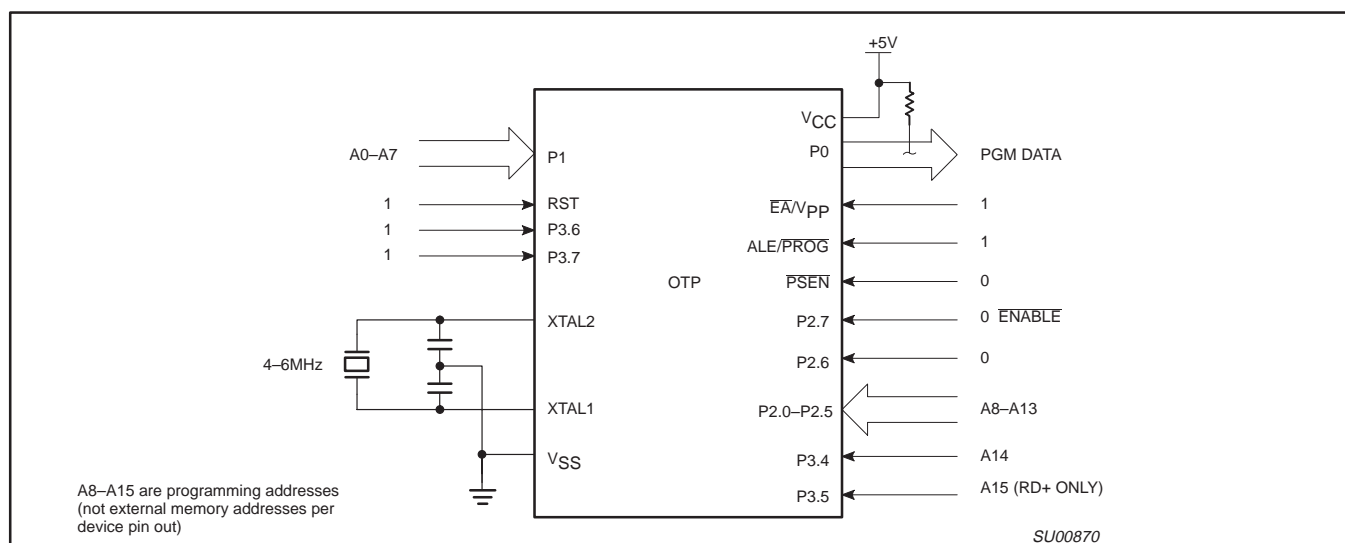 +5V
VCC
A0–A7
P1
P0
PGM DATA
1
RST
EA/VPP
1
1
P3.6
ALE/PROG
1
1
P3.7
OTP
PSEN
0
XTAL2
P2.7
0 ENABLE
4–6MHz
P2.6
0
XTAL1
P2.0–P2.5
A8–A13
VSS
P3.4
A14
P3.5
A15 (RD+ ONLY)
A8–A15 are programming addresses
(not external memory addresses per
device pin out)
SU00870